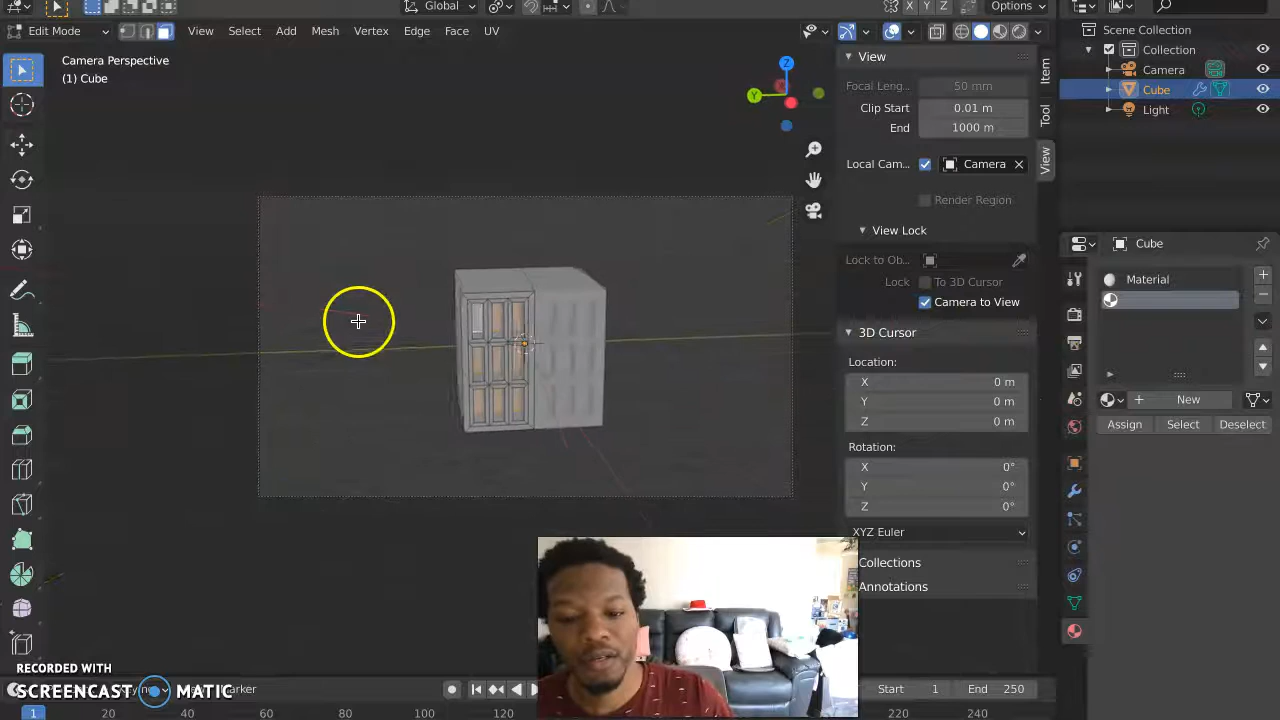 Global
X Y Z
Options
Edit Mode
View
Select
Add
Mesh
Vertex
Edge
Face
UV
Camera Perspective
(1) Cube
Z
Y
View
Focal Leng...
50 mm
Clip Start
0.01 m
End
1000 m
Local Cam...
Camera
Render Region
View Lock
Lock to Ob...
Lock
To 3D Cursor
Camera to View
3D Cursor
Location:
X
0 m
Y
0 m
Z
0 m
Rotation:
X
0°
Y
0°
Z
0°
XYZ Euler
Collections
Annotations
Item
Tool
View
Scene Collection
Collection
Camera
Cube
Light
Cube
Material
New
Assign
Select
Deselect
RECORDED WITH
SCREENCAST MATIC
Marker
Start
1
End
250
1
40
60
80
100
120
220
240